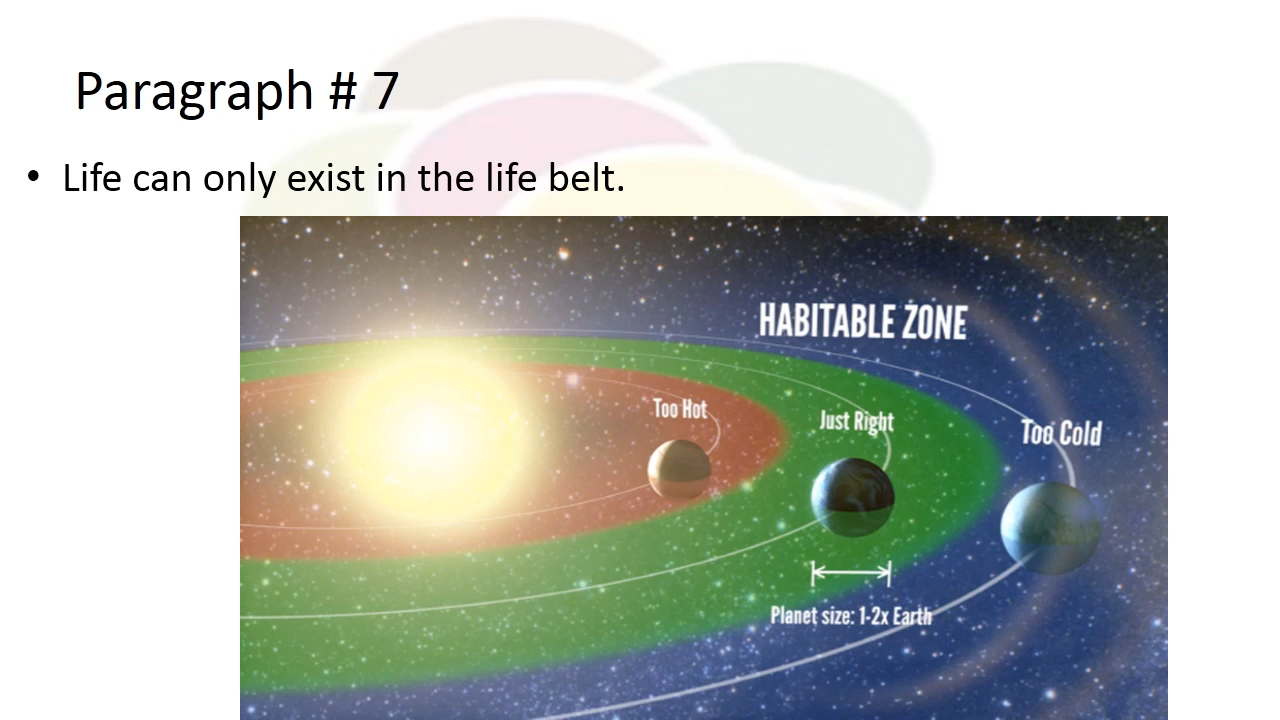 Paragraph # 7
• Life can only exist in the life belt.
HABITABLE ZONE
Too Hot
Just Right
Too Cold
Planet size: 1-2x Earth